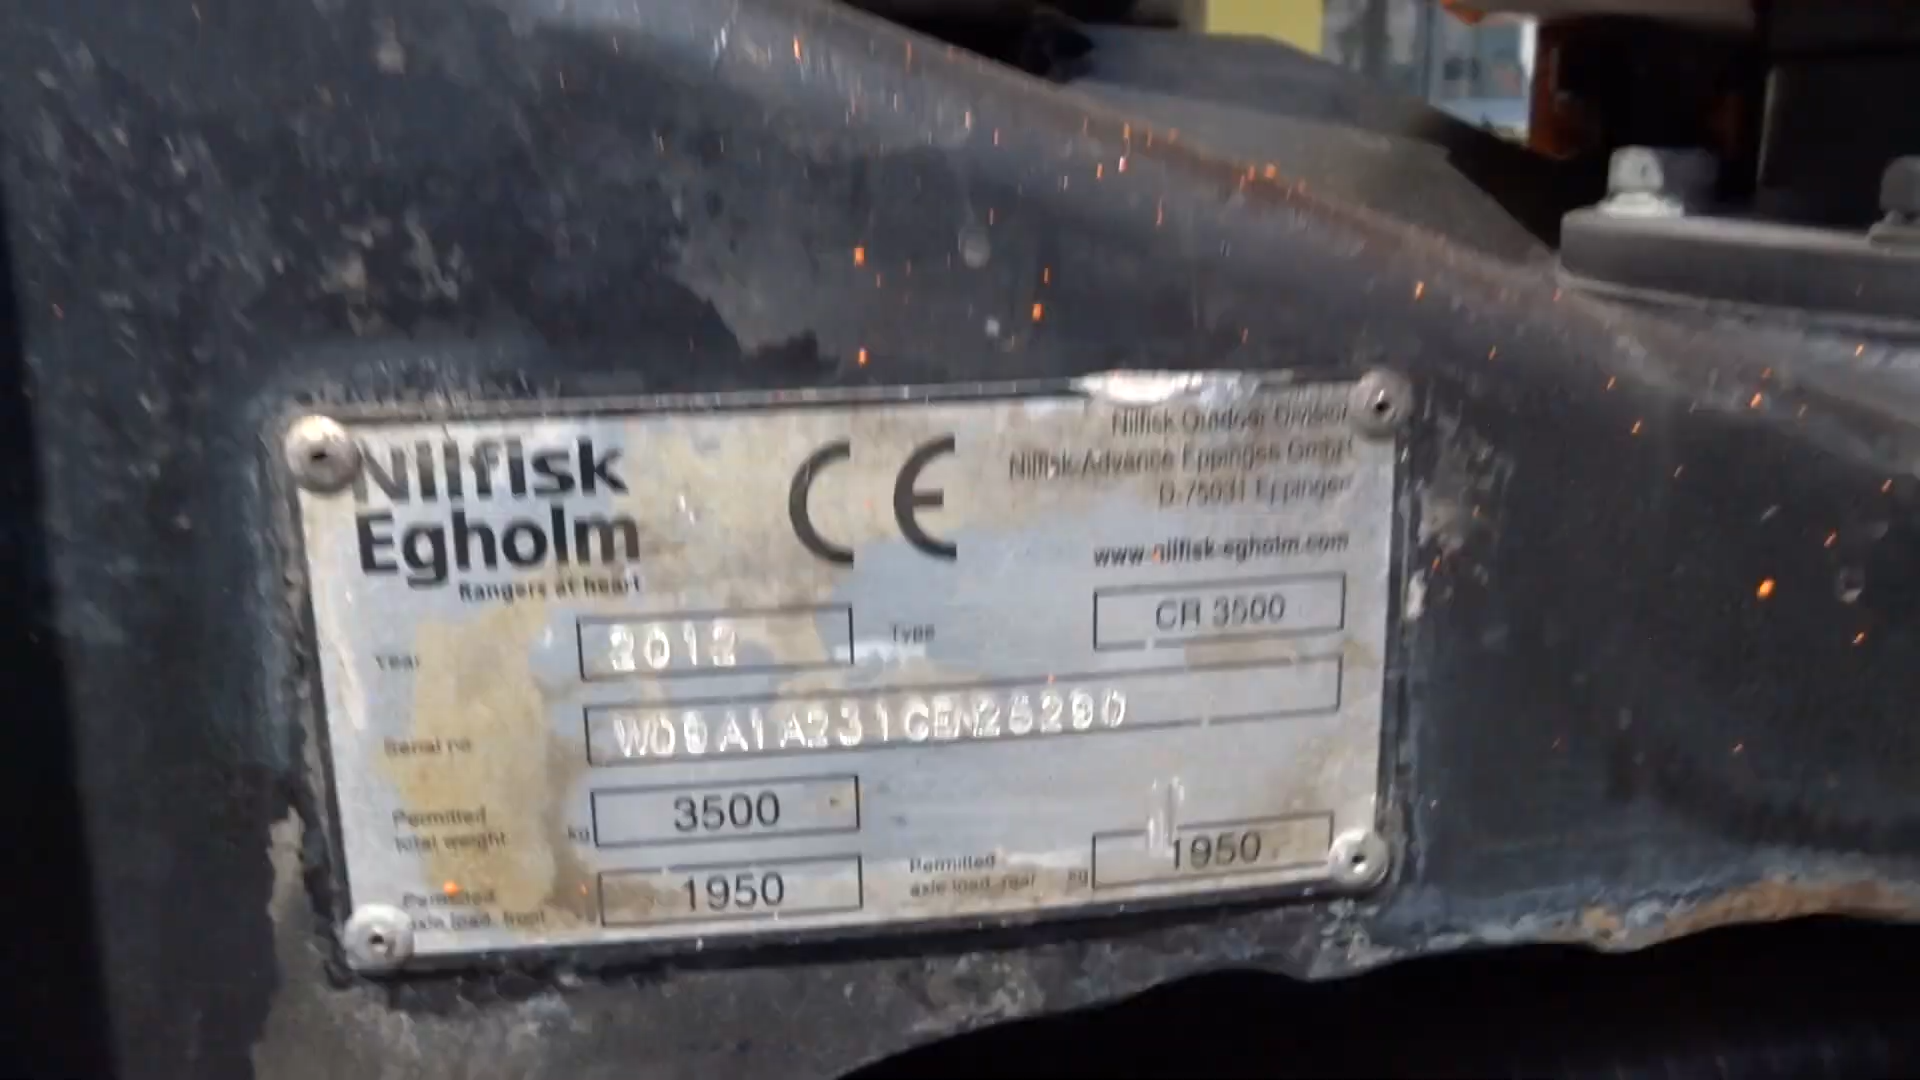 Nilfisk
Egholm
Rangers at heart
CE
Nilfisk Outdoor Division
Nilfisk-Advance Eppingen GmbH
D-75031 Eppingen
www.nilfisk-egholm.com
Year 2012 Type CR 3500
Serial no W09A1A231CEN25290
Permitted
total weight kg 3500
Permitted
axle load, front kg 1950
Permitted
axle load, rear kg 1950